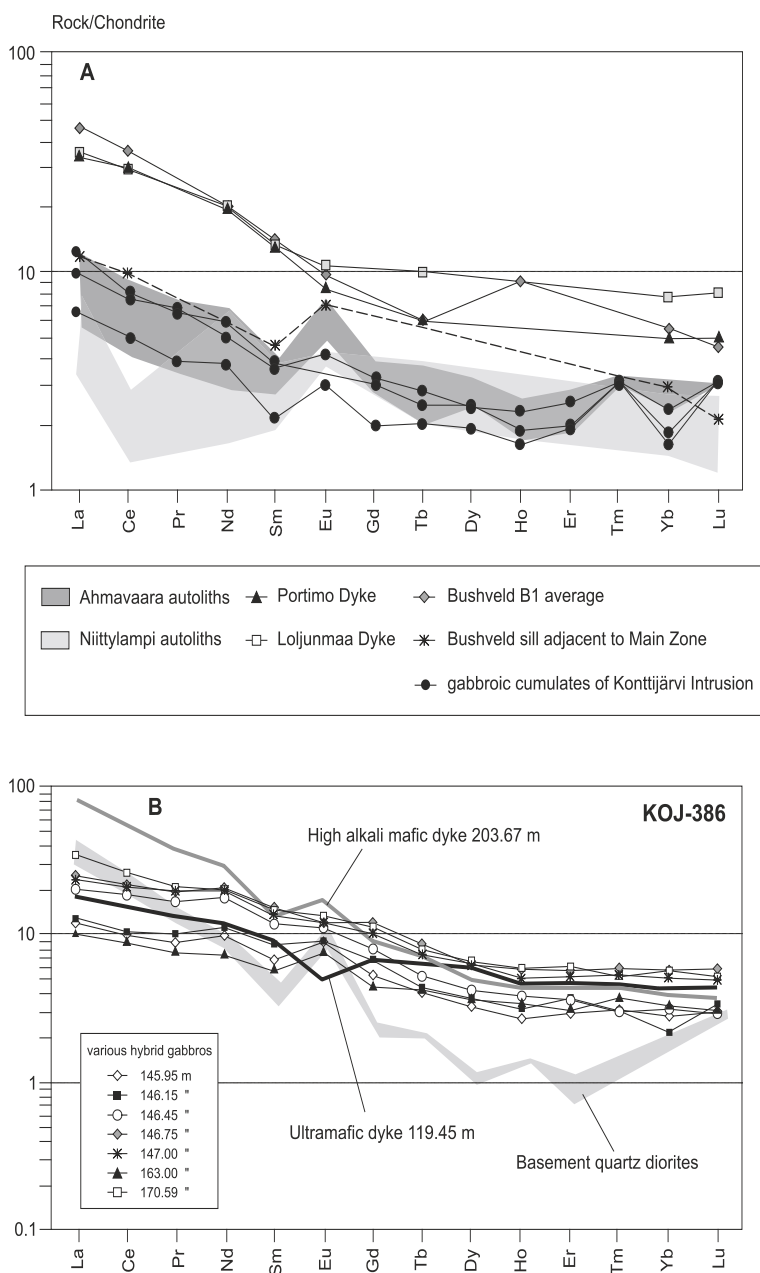 Rock/Chondrite
100
A
10
1
La Ce Pr Nd Sm Eu Gd Tb Dy Ho Er Tm Yb Lu
Ahmavaara autoliths Portimo Dyke Bushveld B1 average
Niittylampi autoliths Loljunmaa Dyke Bushveld sill adjacent to Main Zone
gabbroic cumulates of Konttijärvi Intrusion
100
B KOJ-386
High alkali mafic dyke 203.67 m
10
various hybrid gabbros
145.95 m
1
146.15 "
146.45 "
Ultramafic dyke 119.45 m
146.75 "
147.00 "
Basement quartz diorites
163.00 "
170.59 "
0.1
La Ce Pr Nd Sm Eu Gd Tb Dy Ho Er Tm Yb Lu